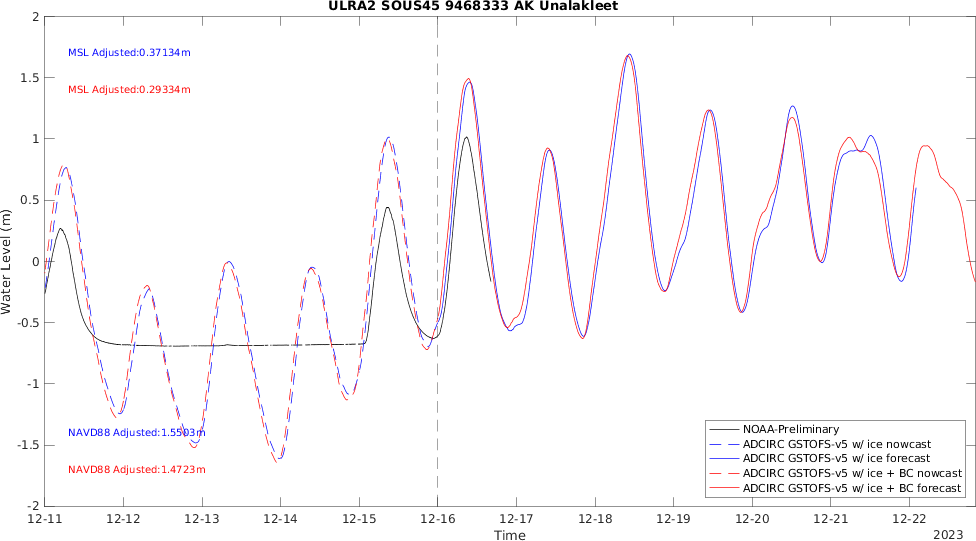 ULRA2 SOUS45 9468333 AK Unalakleet
MSL Adjusted:0.37134m
MSL Adjusted:0.29334m
NAVD88 Adjusted:1.5503m
NAVD88 Adjusted:1.4723m
Water Level (m)
2
1.5
1
0.5
0
-0.5
-1
-1.5
-2
12-11 12-12 12-13 12-14 12-15 12-16 12-17 12-18 12-19 12-20 12-21 12-22
Time
2023
NOAA-Preliminary
ADCIRC GSTOFS-v5 w/ ice nowcast
ADCIRC GSTOFS-v5 w/ ice forecast
ADCIRC GSTOFS-v5 w/ ice + BC nowcast
ADCIRC GSTOFS-v5 w/ ice + BC forecast